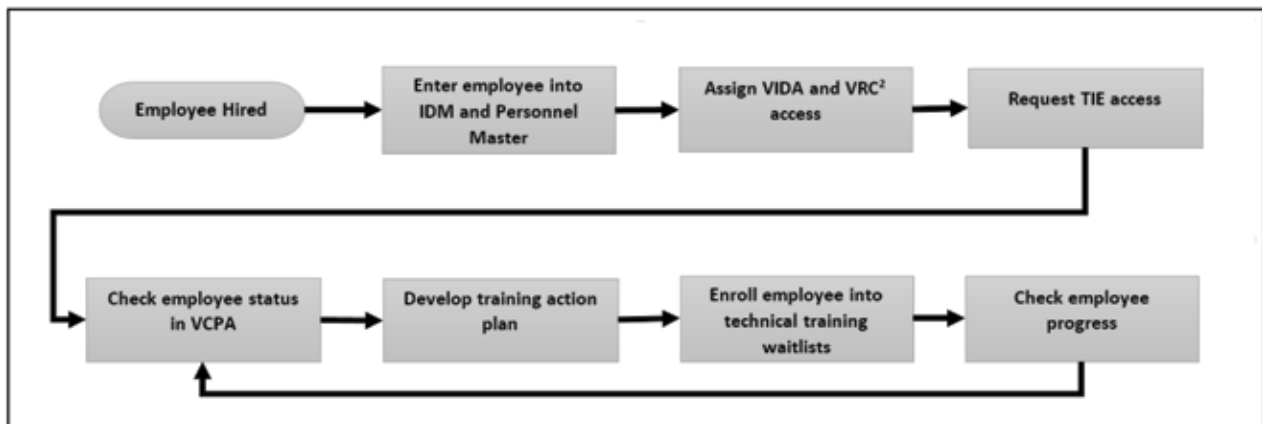 Employee Hired
Enter employee into
IDM and Personnel
Master
Assign VIDA and VRC²
access
Request TIE access
Check employee status
in VCPA
Develop training action
plan
Enroll employee into
technical training
waitlists
Check employee
progress